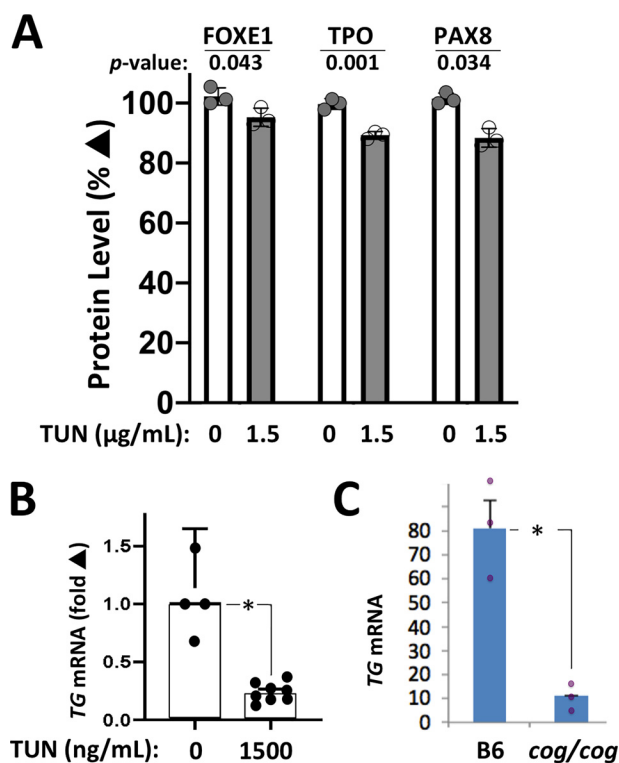 A
FOXE1 TPO PAX8
p-value: 0.043 0.001 0.034
Protein Level (% ▲)
100
80
60
40
20
0
TUN (µg/mL): 0 1.5 0 1.5 0 1.5
B
TG mRNA (fold ▲)
1.5
1.0
0.5
0.0
*
TUN (ng/mL): 0 1500
C
TG mRNA
80
70
60
50
40
30
20
10
0
*
B6 cog/cog